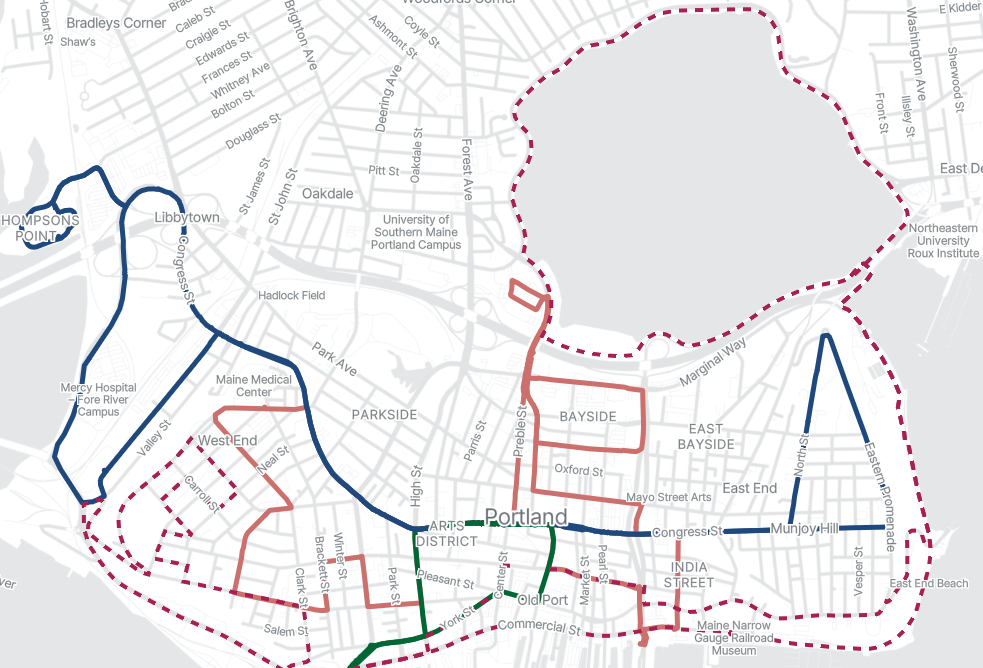 Woodfords Corner
Hobart St
Bradleys Corner
Shaw's
Caleb St
Craigie St
Edwards St
Frances St
Whitney Ave
Bolton St
Douglass St
Brighton Ave
Ashmont St
Coyle St
Deering Ave
Oakdale St
Forest Ave
Pitt St
Oakdale
St James St
St John St
E Kidder
Washington Ave
Sherwood St
Front St
Illsley St
East De
HOMPSONS
POINT
Libbytown
Congress St
University of
Southern Maine
Portland Campus
Northeastern
University
Roux Institute
Hadlock Field
Park Ave
Marginal Way
Mercy Hospital
– Fore River
Campus
Maine Medical
Center
Valley St
West End
Neal St
Carroll St
PARKSIDE
Parris St
High St
Preble St
BAYSIDE
Oxford St
EAST
BAYSIDE
Mayo Street Arts
East End
North St
Eastern Promenade
Portland
ARTS
DISTRICT
Congress St
Munjoy Hill
INDIA
STREET
Vesper St
East End Beach
Clark St
Brackett St
Winter St
Park St
Pleasant St
Center St
Market St
Pearl St
Old Port
York St
Commercial St
Salem St
Maine Narrow
Gauge Railroad
Museum
ver